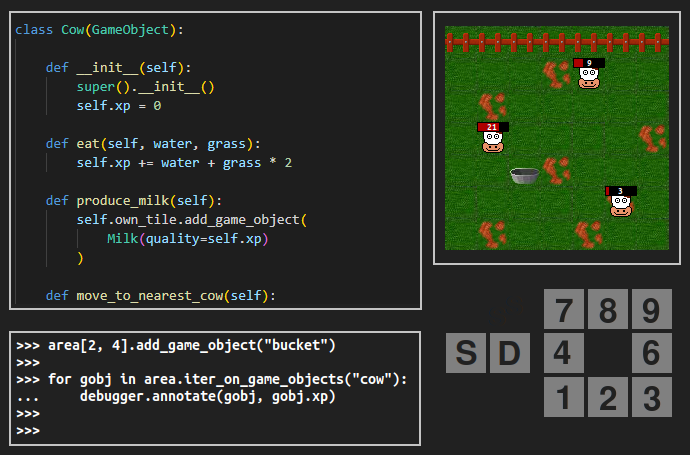 class Cow(GameObject):
def __init__(self):
super().__init__()
self.xp = 0
def eat(self, water, grass):
self.xp += water + grass * 2
def produce_milk(self):
self.own_tile.add_game_object(
Milk(quality=self.xp)
)
def move_to_nearest_cow(self):
>>> area[2, 4].add_game_object("bucket")
>>>
>>> for gobj in area.iter_on_game_objects("cow"):
...     debugger.annotate(gobj, gobj.xp)
>>>
>>>
9
21
3
7 8 9
S D 4 6
1 2 3